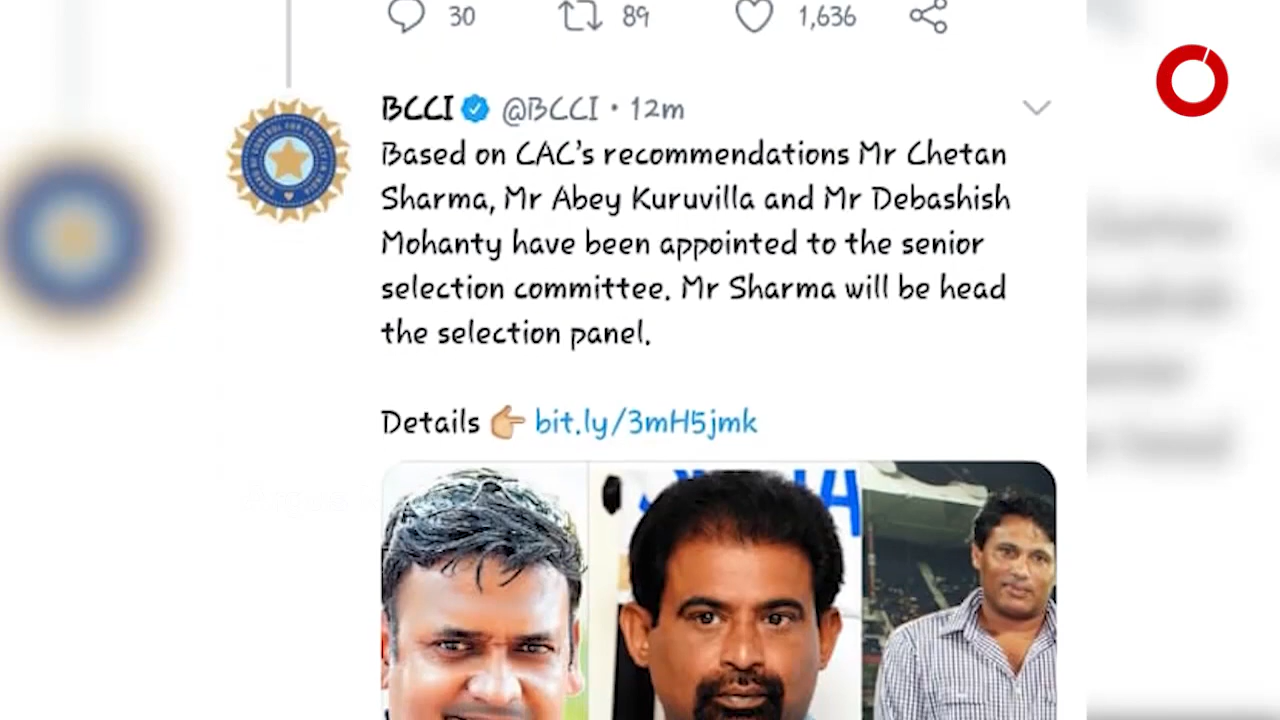 30 89 1,636
BCCI @BCCI • 12m
Based on CAC's recommendations Mr Chetan
Sharma, Mr Abey Kuruvilla and Mr Debashish
Mohanty have been appointed to the senior
selection committee. Mr Sharma will be head
the selection panel.
Details 👉 bit.ly/3mH5jmk